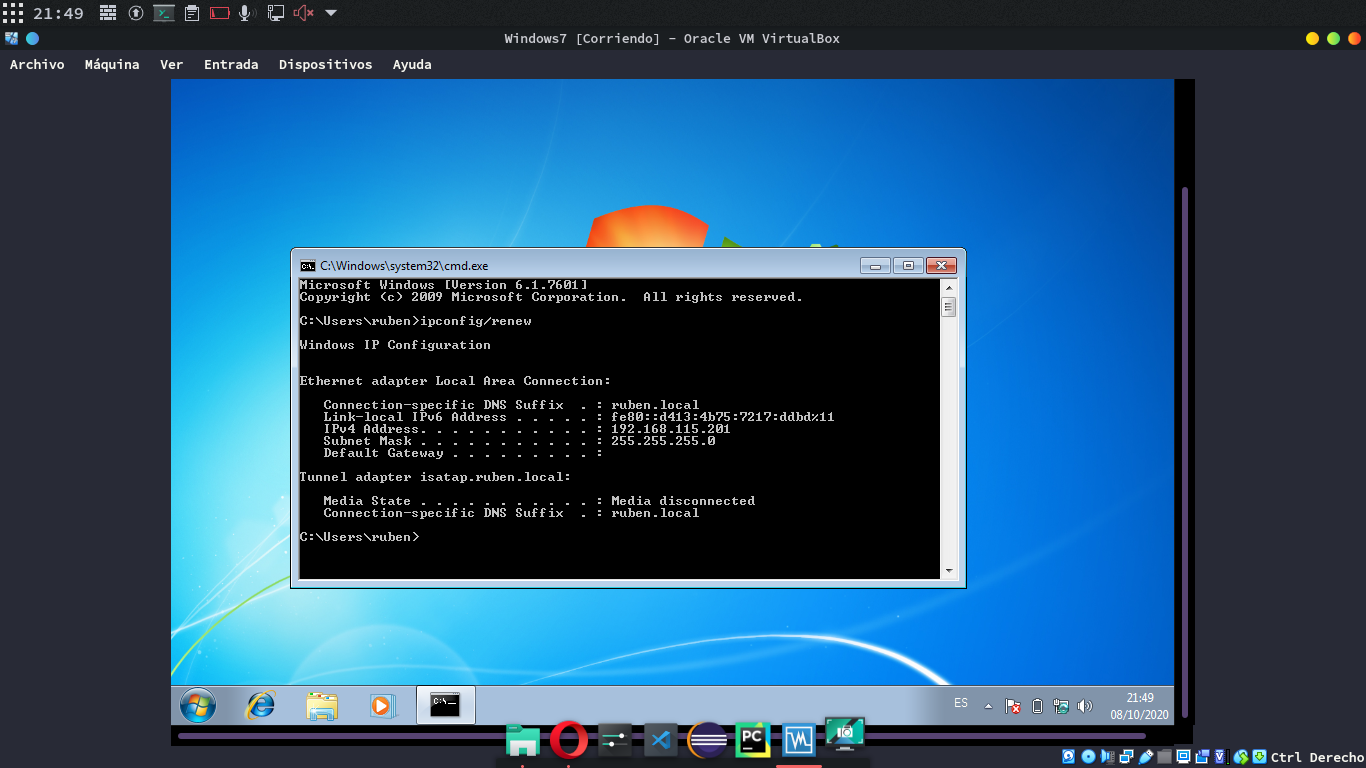 21:49
Windows7 [Corriendo] - Oracle VM VirtualBox
Archivo Máquina Ver Entrada Dispositivos Ayuda
C:\Windows\system32\cmd.exe
Microsoft Windows [Version 6.1.7601]
Copyright (c) 2009 Microsoft Corporation.  All rights reserved.
C:\Users\ruben>ipconfig/renew
Windows IP Configuration
Ethernet adapter Local Area Connection:
Connection-specific DNS Suffix  . : ruben.local
Link-local IPv6 Address . . . . . : fe80::d413:4b75:7217:ddbd%11
IPv4 Address. . . . . . . . . . . : 192.168.115.201
Subnet Mask . . . . . . . . . . . : 255.255.255.0
Default Gateway . . . . . . . . . :
Tunnel adapter isatap.ruben.local:
Media State . . . . . . . . . . . : Media disconnected
Connection-specific DNS Suffix  . : ruben.local
C:\Users\ruben>
ES
21:49
08/10/2020
PC
Ctrl Derecho